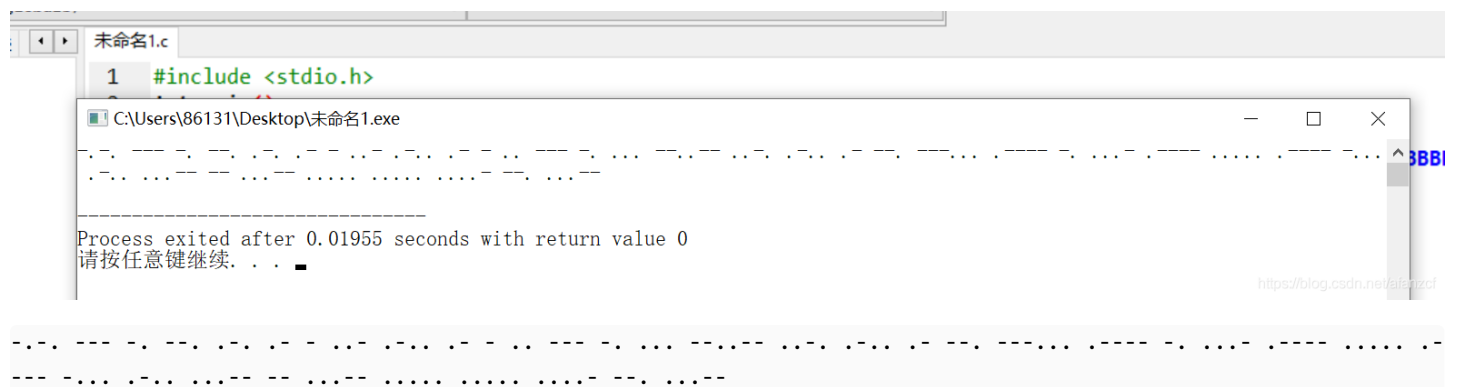 未命名1.c
1 #include <stdio.h>
C:\Users\86131\Desktop\未命名1.exe
-.-. --- -. --. .-. .- - ..- .-.. .- - .. --- -. ... --..-- ..-. .-.. .- --. ---... .---- -. ...- .---- ..... .---- -...
.-.. ...-- -- ...-- ..... ..... ....- --. ...--
--------------------------------
Process exited after 0.01955 seconds with return value 0
请按任意键继续. . .
https://blog.csdn.net/afanzcf
-.-. --- -. --. .-. .- - ..- .-.. .- - .. --- -. ... --..-- ..-. .-.. .- --. ---... .---- -. ...- .---- ..... .-
--- -... .-.. ...-- -- ...-- ..... ..... ....- --. ...--